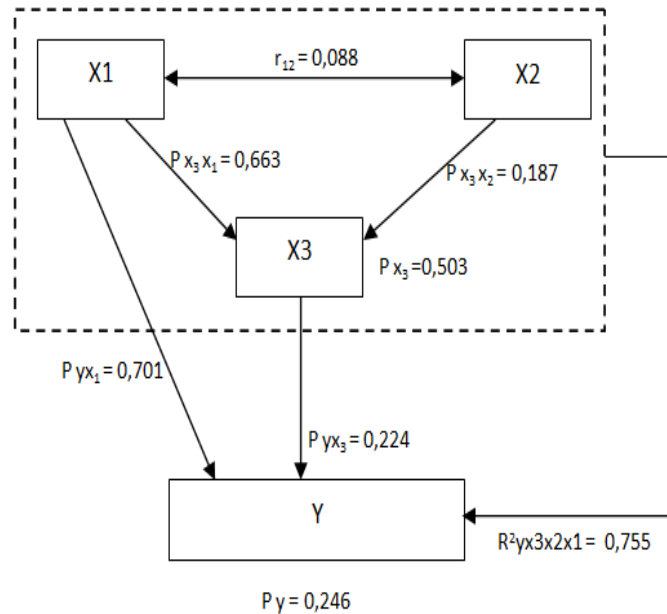 r₁₂ = 0,088
X1
X2
P x₃ x₁ = 0,663
P x₃ x₂ = 0,187
X3
P x₃ =0,503
P yx₁ = 0,701
P yx₃ = 0,224
Y
R²yx3x2x1 = 0,755
P y = 0,246